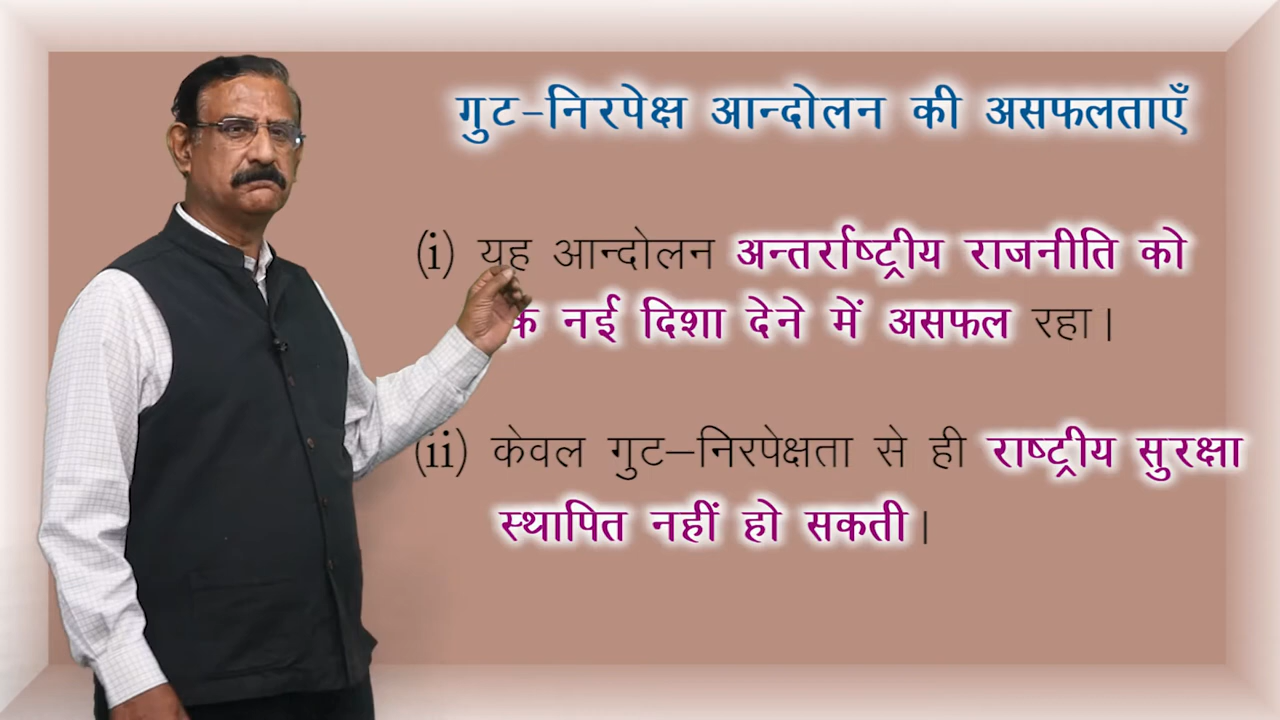 गुट-निरपेक्ष आन्दोलन की असफलताएँ
(i) यह आन्दोलन अन्तर्राष्ट्रीय राजनीति को
नई दिशा देने में असफल रहा।
(ii) केवल गुट–निरपेक्षता से ही राष्ट्रीय सुरक्षा
स्थापित नहीं हो सकती।